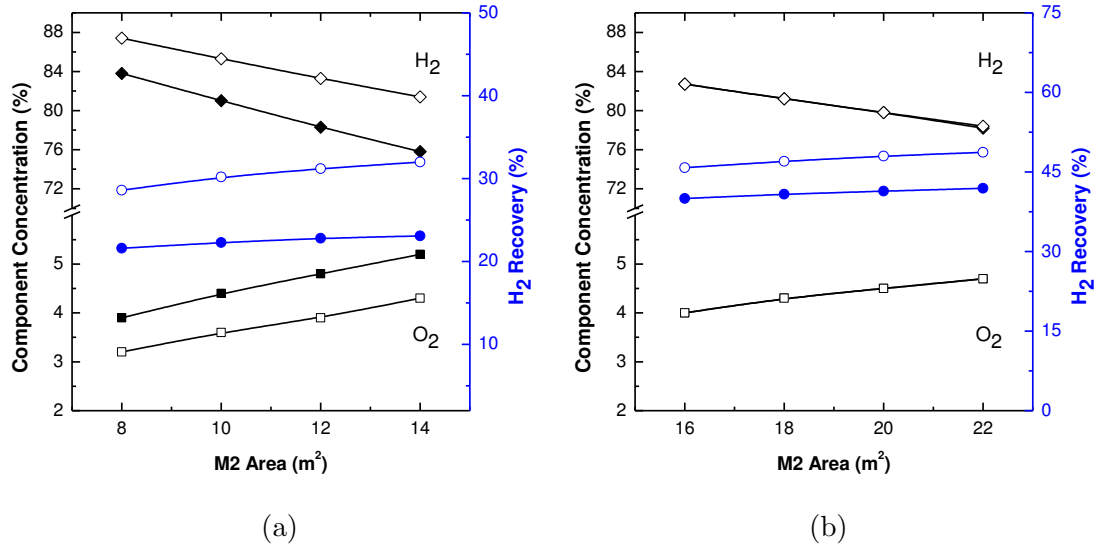 88
84
80
76
72
5
4
3
2
Component Concentration (%)
50
40
30
20
10
H2 Recovery (%)
H2
O2
8 10 12 14
M2 Area (m²)
(a)
88
84
80
76
72
5
4
3
2
Component Concentration (%)
75
60
45
30
15
0
H2 Recovery (%)
H2
O2
16 18 20 22
M2 Area (m²)
(b)